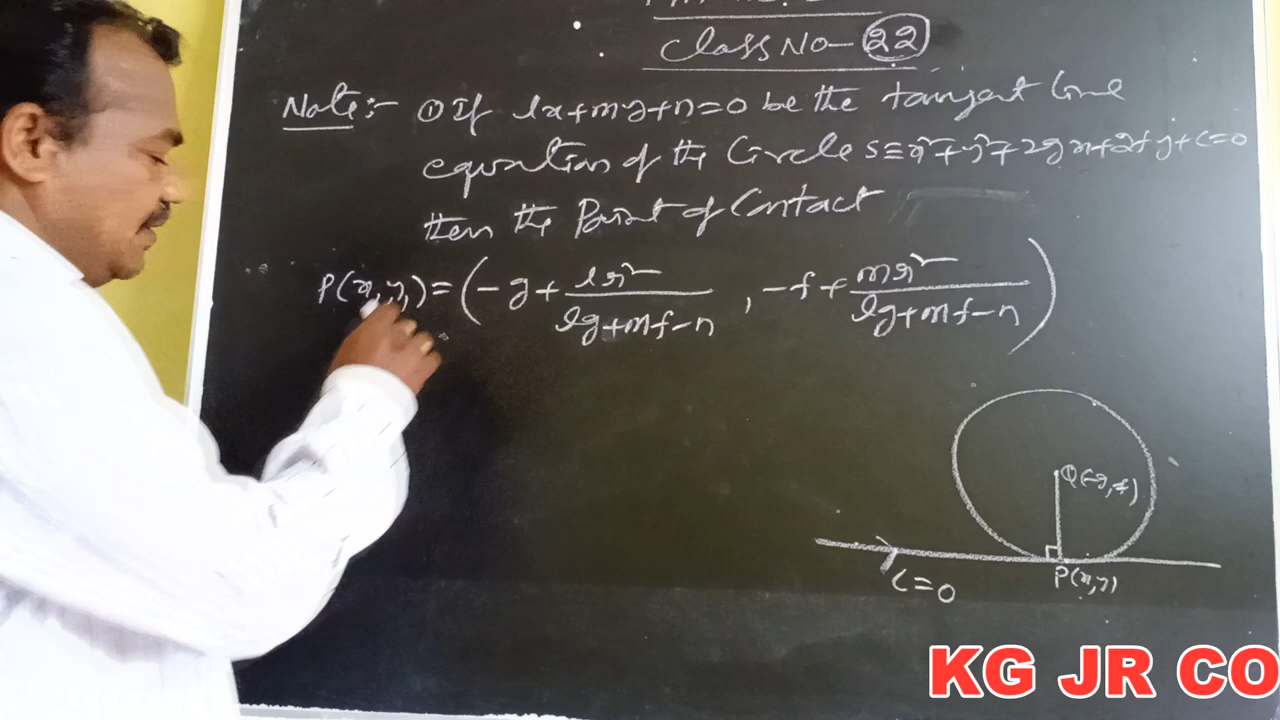 Class No- 22
Note:- ① If lx+my+n=0 be the tangent line
equation of the Circle S≡x²+y²+2gx+2fy+c=0
then the Point of Contact
P(x₁,y₁)=(-g+lr²/(lg+mf-n), -f+mr²/(lg+mf-n))
Q(-g,-f)
L=0
P(x,y)
KG JR CO